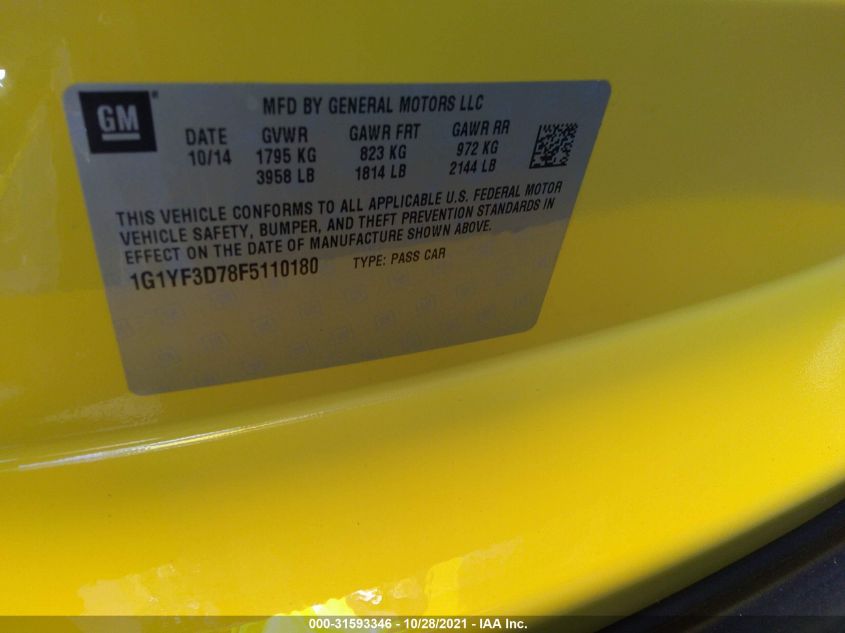 GM ®
MFD BY GENERAL MOTORS LLC
DATE GVWR GAWR FRT GAWR RR
10/14 1795 KG 823 KG 972 KG
3958 LB 1814 LB 2144 LB
THIS VEHICLE CONFORMS TO ALL APPLICABLE U.S. FEDERAL MOTOR
VEHICLE SAFETY, BUMPER, AND THEFT PREVENTION STANDARDS IN
EFFECT ON THE DATE OF MANUFACTURE SHOWN ABOVE.
1G1YF3D78F5110180 TYPE: PASS CAR
000-31593346 - 10/28/2021 - IAA Inc.